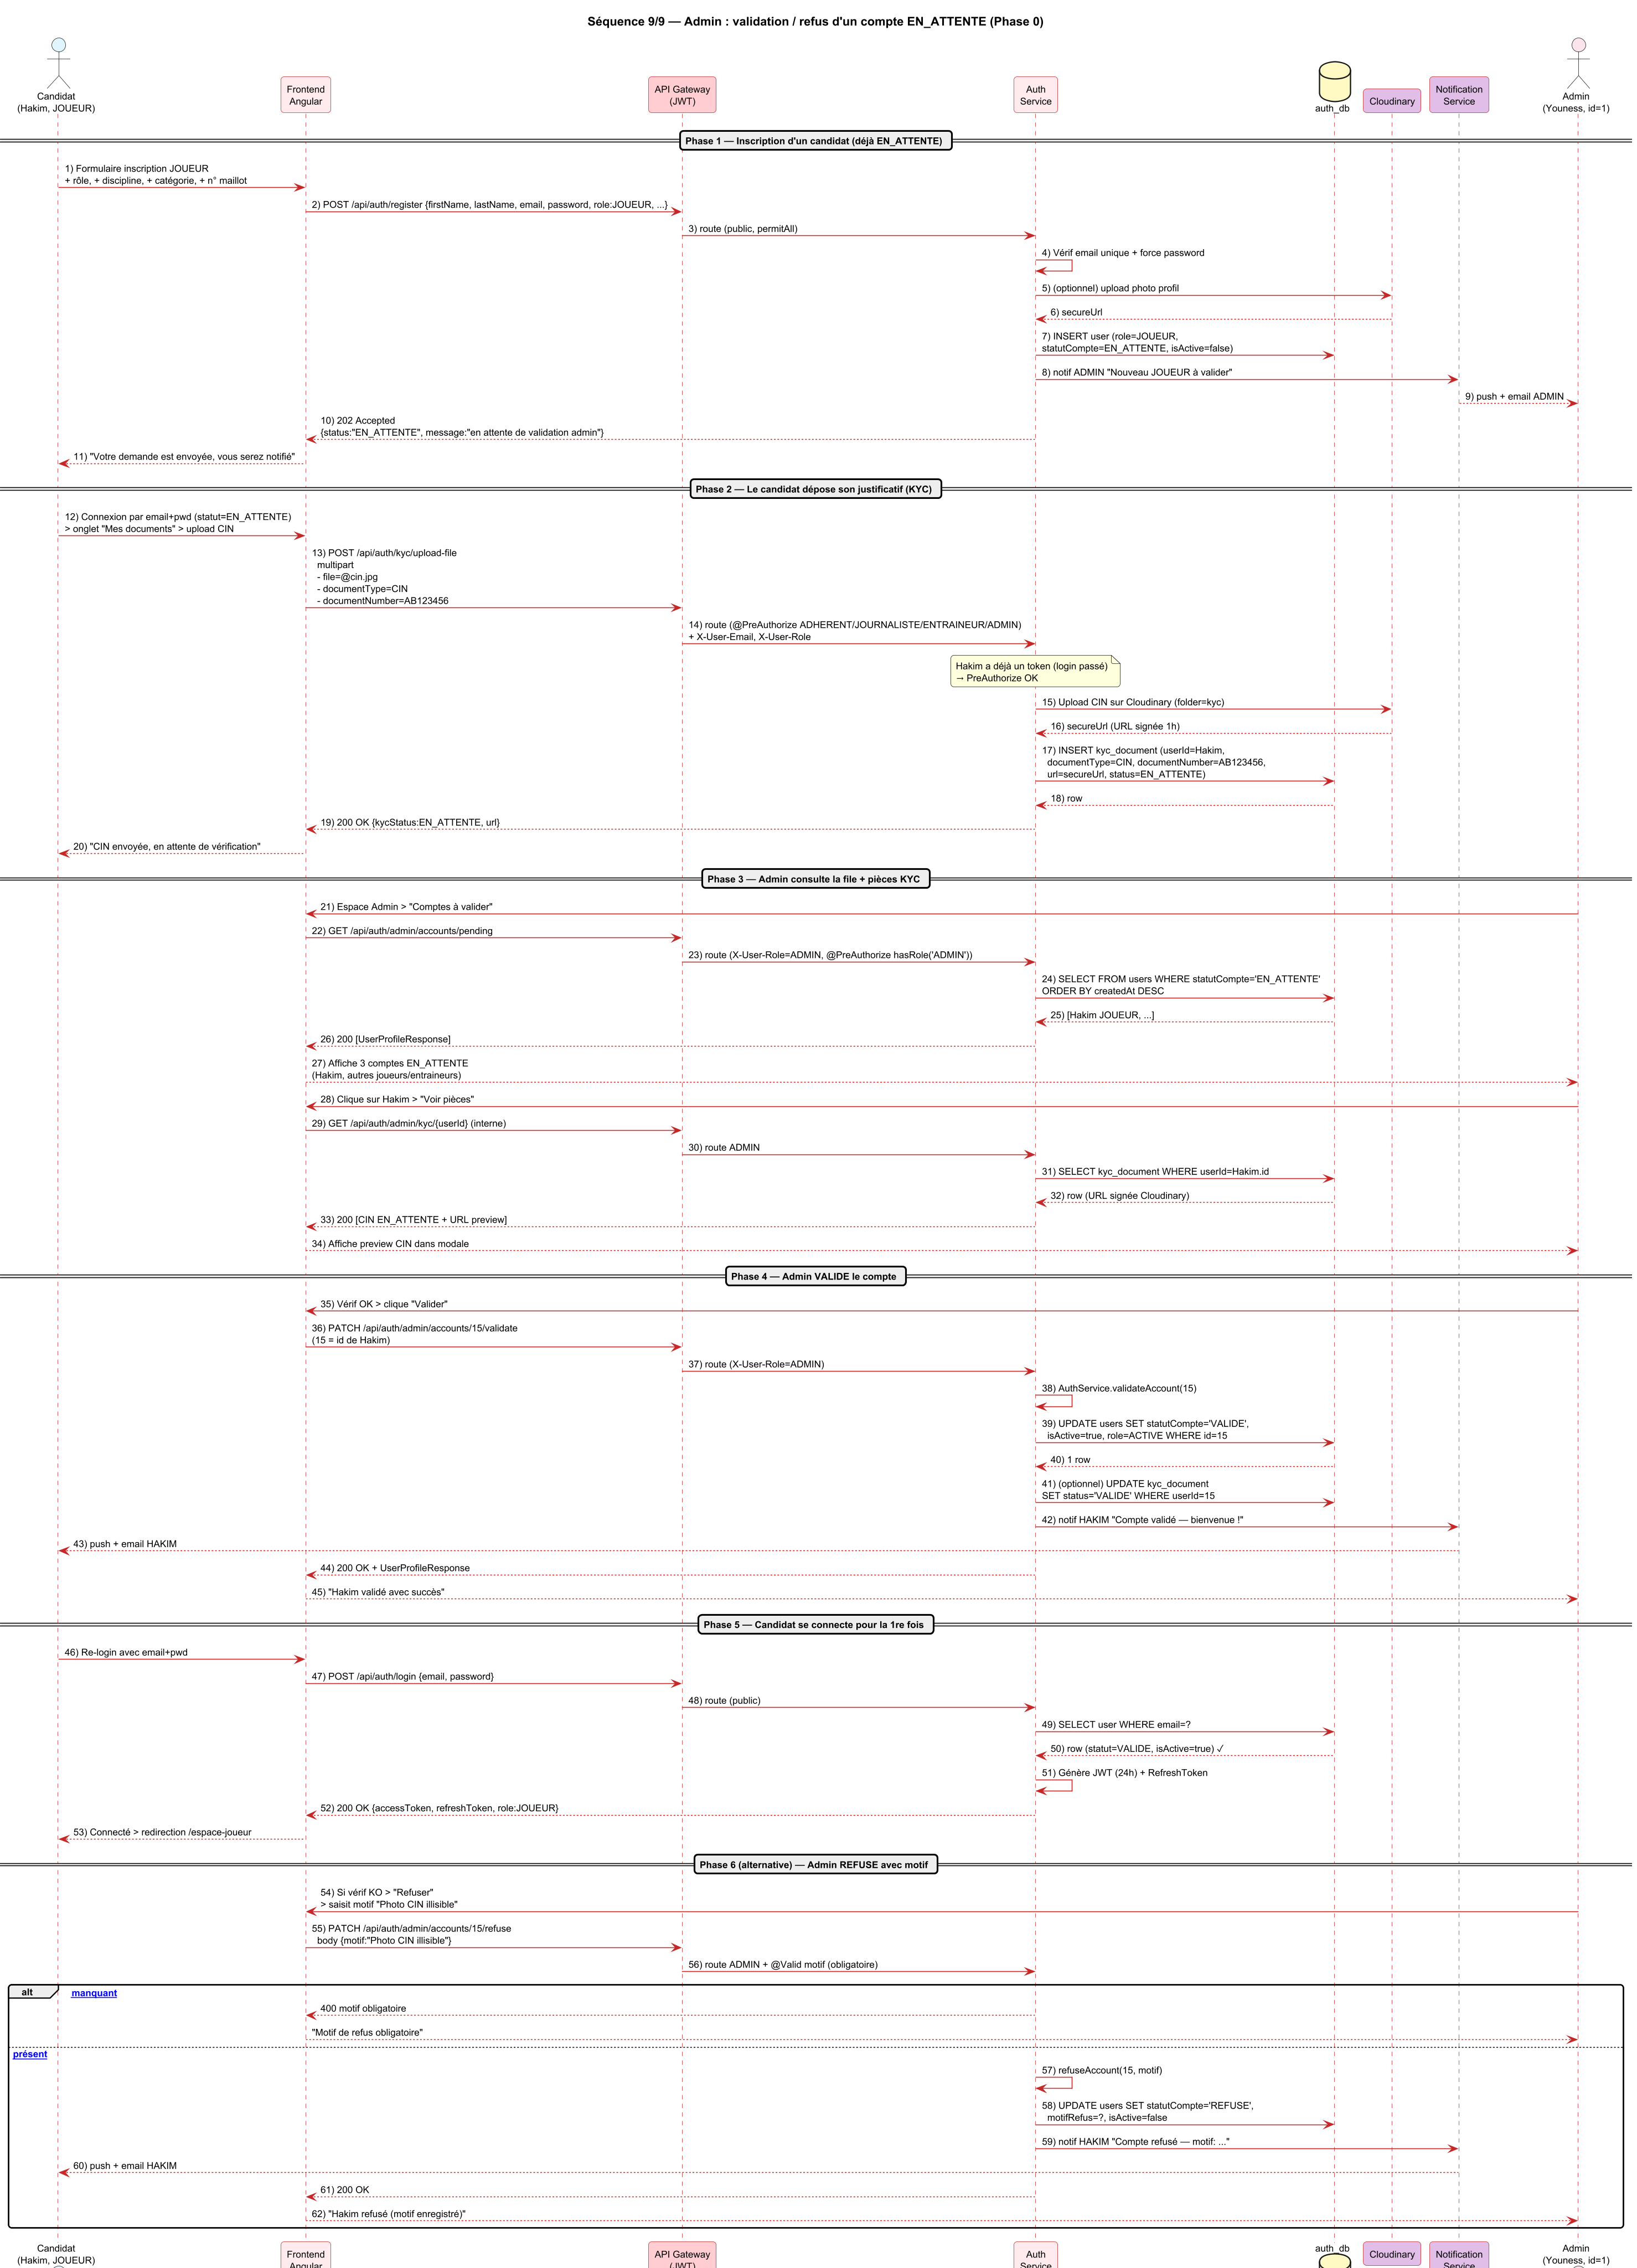 Séquence 9/9 — Admin : validation / refus d'un compte EN_ATTENTE (Phase 0)
Candidat
(Hakim, JOUEUR)
Frontend
Angular
API Gateway
(JWT)
Auth
Service
auth_db
Cloudinary
Notification
Service
Admin
(Youness, id=1)
Phase 1 — Inscription d'un candidat (déjà EN_ATTENTE)
1) Formulaire inscription JOUEUR
+ rôle, + discipline, + catégorie, + n° maillot
2) POST /api/auth/register {firstName, lastName, email, password, role:JOUEUR, ...}
3) route (public, permitAll)
4) Vérif email unique + force password
5) (optionnel) upload photo profil
6) secureUrl
7) INSERT user (role=JOUEUR,
statutCompte=EN_ATTENTE, isActive=false)
8) notif ADMIN "Nouveau JOUEUR à valider"
9) push + email ADMIN
10) 202 Accepted
{status:"EN_ATTENTE", message:"en attente de validation admin"}
11) "Votre demande est envoyée, vous serez notifié"
Phase 2 — Le candidat dépose son justificatif (KYC)
12) Connexion par email+pwd (statut=EN_ATTENTE)
> onglet "Mes documents" > upload CIN
13) POST /api/auth/kyc/upload-file
multipart
- file=@cin.jpg
- documentType=CIN
- documentNumber=AB123456
14) route (@PreAuthorize ADHERENT/JOURNALISTE/ENTRAINEUR/ADMIN)
+ X-User-Email, X-User-Role
Hakim a déjà un token (login passé)
→ PreAuthorize OK
15) Upload CIN sur Cloudinary (folder=kyc)
16) secureUrl (URL signée 1h)
17) INSERT kyc_document (userId=Hakim,
documentType=CIN, documentNumber=AB123456,
url=secureUrl, status=EN_ATTENTE)
18) row
19) 200 OK {kycStatus:EN_ATTENTE, url}
20) "CIN envoyée, en attente de vérification"
Phase 3 — Admin consulte la file + pièces KYC
21) Espace Admin > "Comptes à valider"
22) GET /api/auth/admin/accounts/pending
23) route (X-User-Role=ADMIN, @PreAuthorize hasRole('ADMIN'))
24) SELECT FROM users WHERE statutCompte='EN_ATTENTE'
ORDER BY createdAt DESC
25) [Hakim JOUEUR, ...]
26) 200 [UserProfileResponse]
27) Affiche 3 comptes EN_ATTENTE
(Hakim, autres joueurs/entraineurs)
28) Clique sur Hakim > "Voir pièces"
29) GET /api/auth/admin/kyc/{userId} (interne)
30) route ADMIN
31) SELECT kyc_document WHERE userId=Hakim.id
32) row (URL signée Cloudinary)
33) 200 [CIN EN_ATTENTE + URL preview]
34) Affiche preview CIN dans modale
Phase 4 — Admin VALIDE le compte
35) Vérif OK > clique "Valider"
36) PATCH /api/auth/admin/accounts/15/validate
(15 = id de Hakim)
37) route (X-User-Role=ADMIN)
38) AuthService.validateAccount(15)
39) UPDATE users SET statutCompte='VALIDE',
isActive=true, role=ACTIVE WHERE id=15
40) 1 row
41) (optionnel) UPDATE kyc_document
SET status='VALIDE' WHERE userId=15
42) notif HAKIM "Compte validé — bienvenue !"
43) push + email HAKIM
44) 200 OK + UserProfileResponse
45) "Hakim validé avec succès"
Phase 5 — Candidat se connecte pour la 1re fois
46) Re-login avec email+pwd
47) POST /api/auth/login {email, password}
48) route (public)
49) SELECT user WHERE email=?
50) row (statut=VALIDE, isActive=true) ✓
51) Génère JWT (24h) + RefreshToken
52) 200 OK {accessToken, refreshToken, role:JOUEUR}
53) Connecté > redirection /espace-joueur
Phase 6 (alternative) — Admin REFUSE avec motif
54) Si vérif KO > "Refuser"
> saisit motif "Photo CIN illisible"
55) PATCH /api/auth/admin/accounts/15/refuse
body {motif:"Photo CIN illisible"}
56) route ADMIN + @Valid motif (obligatoire)
alt
manquant
400 motif obligatoire
"Motif de refus obligatoire"
présent
57) refuseAccount(15, motif)
58) UPDATE users SET statutCompte='REFUSE',
motifRefus=?, isActive=false
59) notif HAKIM "Compte refusé — motif: ..."
60) push + email HAKIM
61) 200 OK
62) "Hakim refusé (motif enregistré)"
Candidat
(Hakim, JOUEUR)
Frontend
Angular
API Gateway
(JWT)
Auth
Service
auth_db
Cloudinary
Notification
Service
Admin
(Youness, id=1)